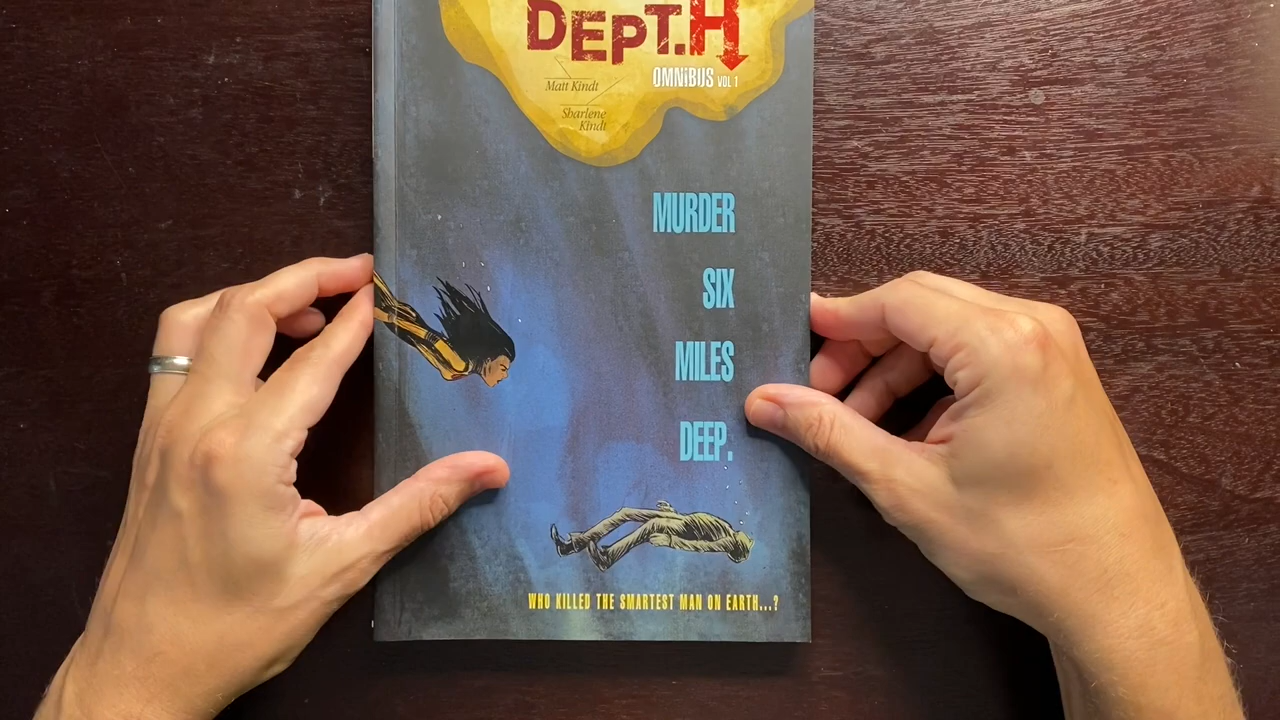 DEPT.H
OMNIBUS VOL 1
Matt Kindt
Sharlene
Kindt
MURDER
SIX
MILES
DEEP.
WHO KILLED THE SMARTEST MAN ON EARTH...?